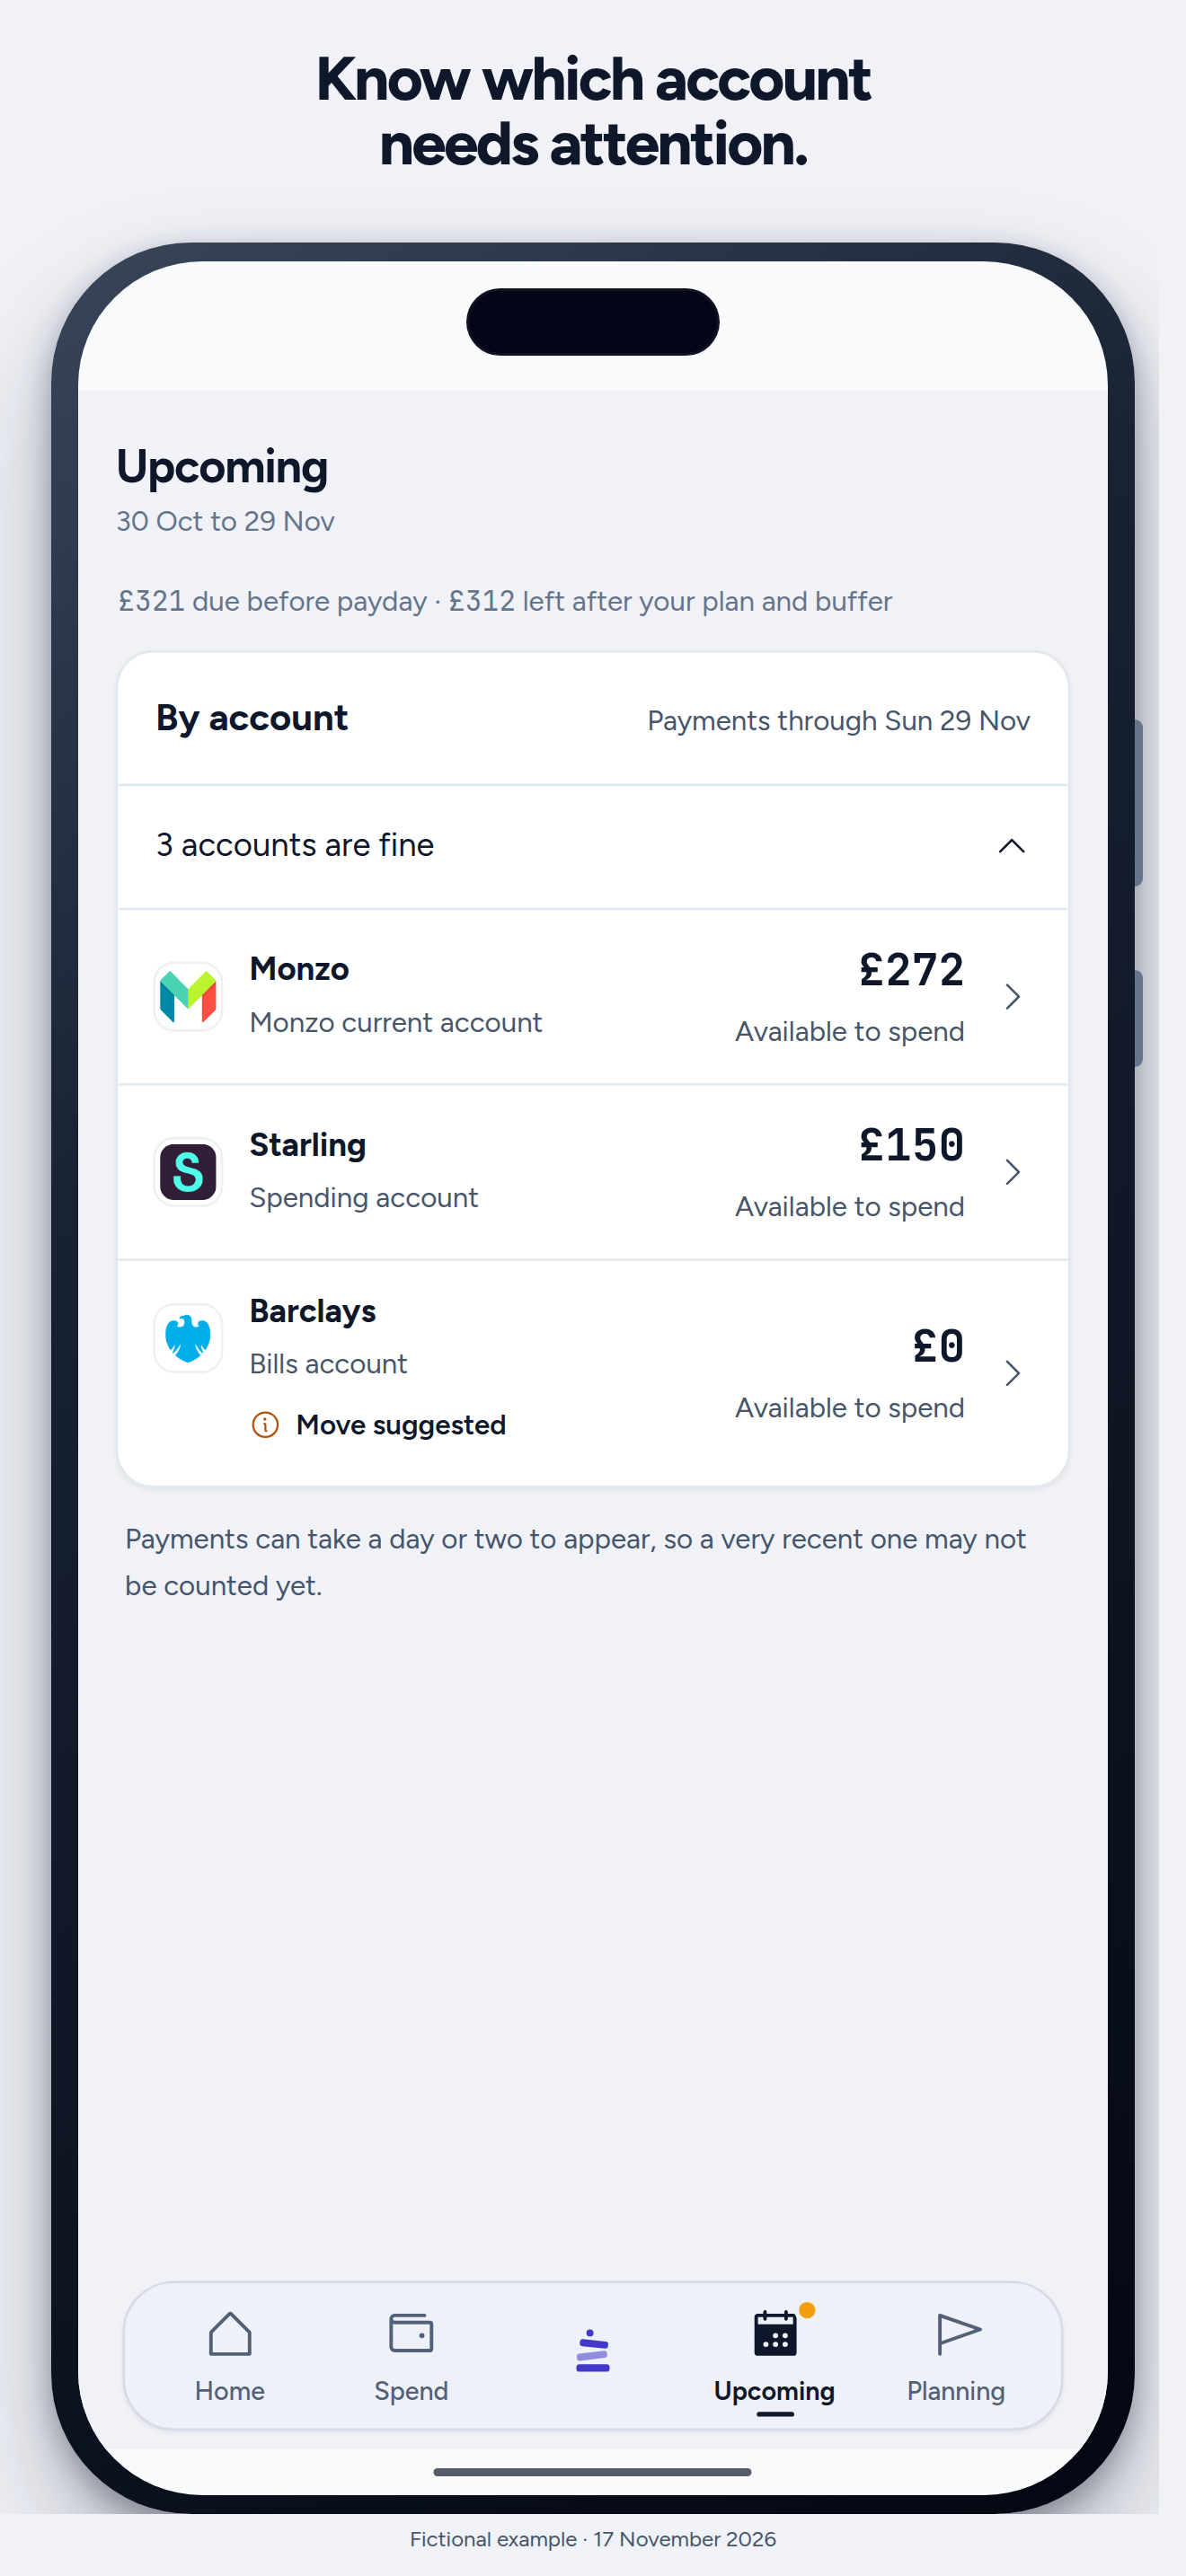 Know which account
needs attention.
Upcoming
30 Oct to 29 Nov
£321 due before payday · £312 left after your plan and buffer
By account
Payments through Sun 29 Nov
3 accounts are fine
Monzo
Monzo current account
£272
Available to spend
S
Starling
Spending account
£150
Available to spend
Barclays
Bills account
Move suggested
£0
Available to spend
Payments can take a day or two to appear, so a very recent one may not
be counted yet.
Home
Spend
Upcoming
Planning
Fictional example · 17 November 2026